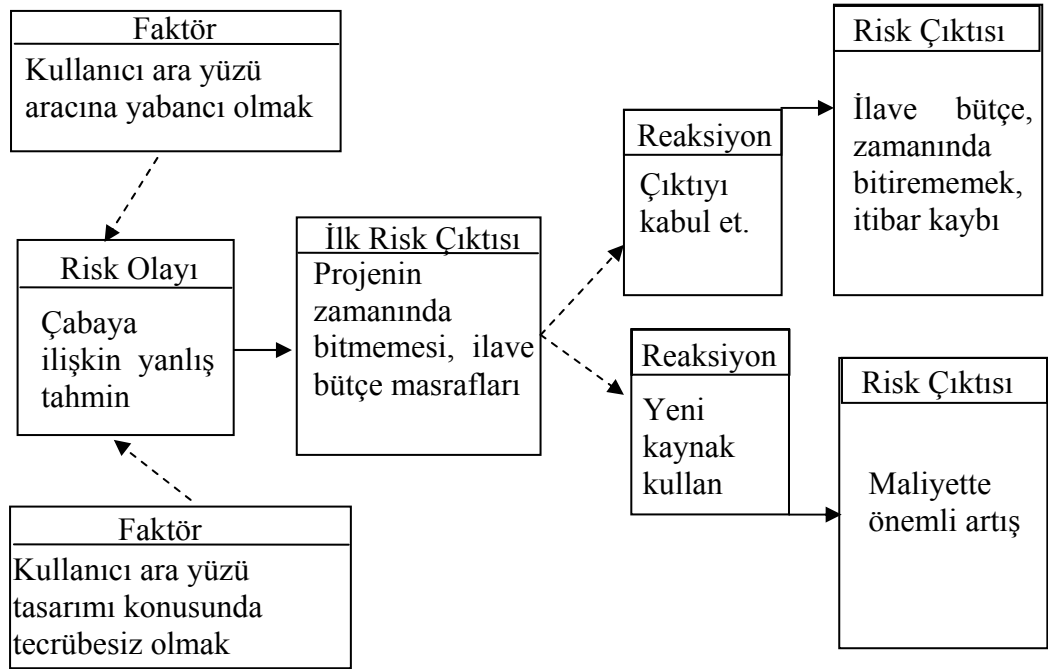 Faktör
Kullanıcı ara yüzü
aracına yabancı olmak
Risk Olayı
Çabaya
ilişkin yanlış
tahmin
Faktör
Kullanıcı ara yüzü
tasarımı konusunda
tecrübesiz olmak
İlk Risk Çıktısı
Projenin
zamanında
bitmemesi, ilave
bütçe masrafları
Reaksiyon
Çıktıyı
kabul et.
Risk Çıktısı
İlave bütçe,
zamanında
bitirememek,
itibar kaybı
Reaksiyon
Yeni
kaynak
kullan
Risk Çıktısı
Maliyette
önemli artış